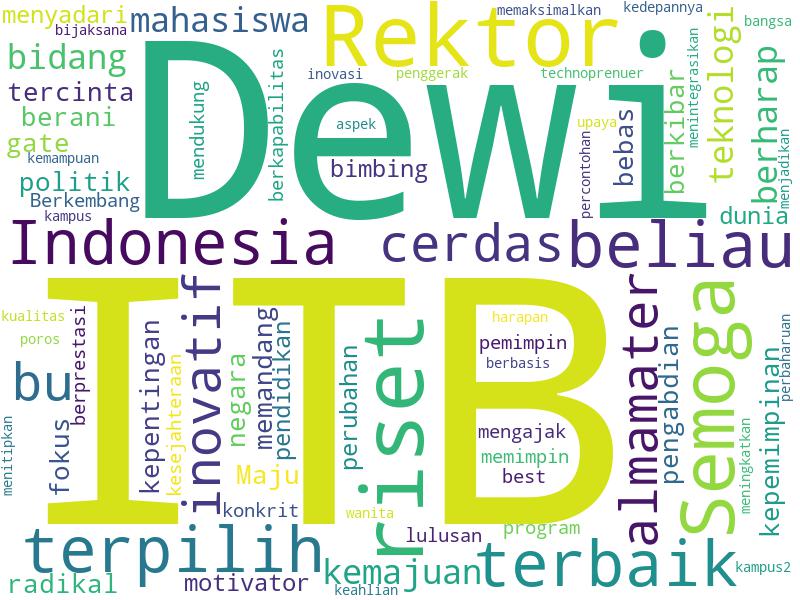 menyadari
mahasiswa
Rektor
memaksimalkan
kedepannya
bijaksana
bangsa
bidang
Dewi
teknologi
mengintegrasikan
tercinta
mendukung
berkapabilitas
inovasi
penggerak
technoprenuer
berkibar
berharap
berani
gate
aspek
upaya
bebas
percontohan
menjadikan
kemampuan
bimbing
politik
Berkembang
kampus
dunia
Indonesia
cerdas
beliau
ITB
inovatif
riset
almamater
Semoga
kualitas
poros
berprestasi
kepentingan
kesejahteraan
negara
memandang
pendidikan
perubahan
harapan
pemimpin
berbasis
pengabdian
kepemimpinan
perbaharuan
bu
fokus
menitipkan
mengajak
memimpin
best
meningkatkan
Maju
konkrit
wanita
lulusan
program
terpilih
terbaik
radikal
motivator
kemajuan
keahlian
kampus2